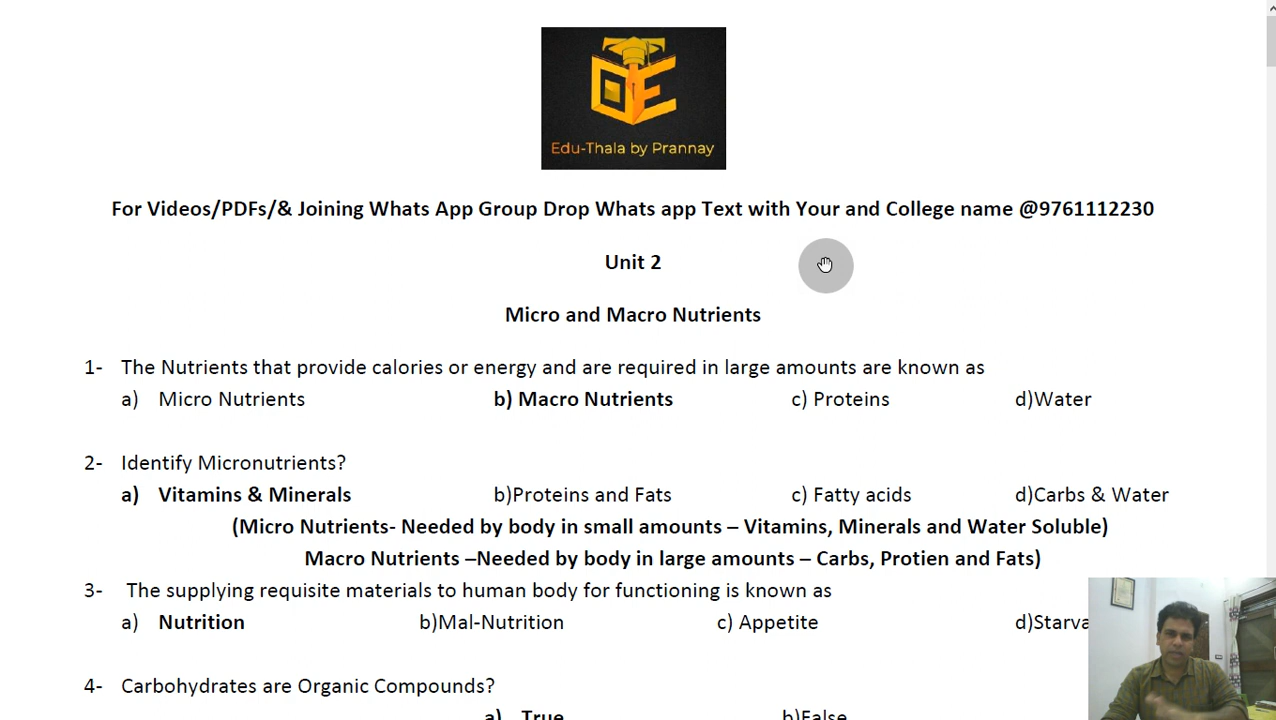 Edu-Thala by Prannay
For Videos/PDFs/& Joining Whats App Group Drop Whats app Text with Your and College name @9761112230
Unit 2
Micro and Macro Nutrients
1- The Nutrients that provide calories or energy and are required in large amounts are known as
a) Micro Nutrients b) Macro Nutrients c) Proteins d)Water
2- Identify Micronutrients?
a) Vitamins & Minerals b)Proteins and Fats c) Fatty acids d)Carbs & Water
(Micro Nutrients- Needed by body in small amounts – Vitamins, Minerals and Water Soluble)
Macro Nutrients –Needed by body in large amounts – Carbs, Protien and Fats)
3- The supplying requisite materials to human body for functioning is known as
a) Nutrition b)Mal-Nutrition c) Appetite d)Starva
4- Carbohydrates are Organic Compounds?
a) True b)False